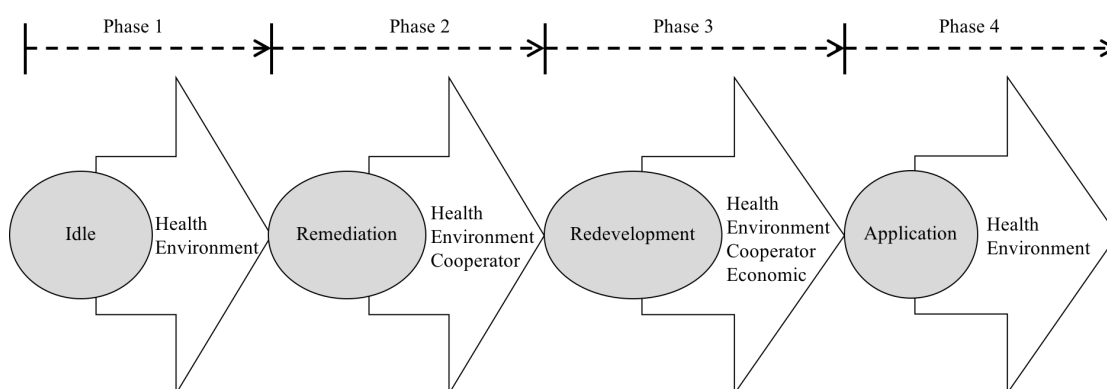 Phase 1
Phase 2
Phase 3
Phase 4
Idle
Health
Environment
Remediation
Health
Environment
Cooperator
Redevelopment
Health
Environment
Cooperator
Economic
Application
Health
Environment